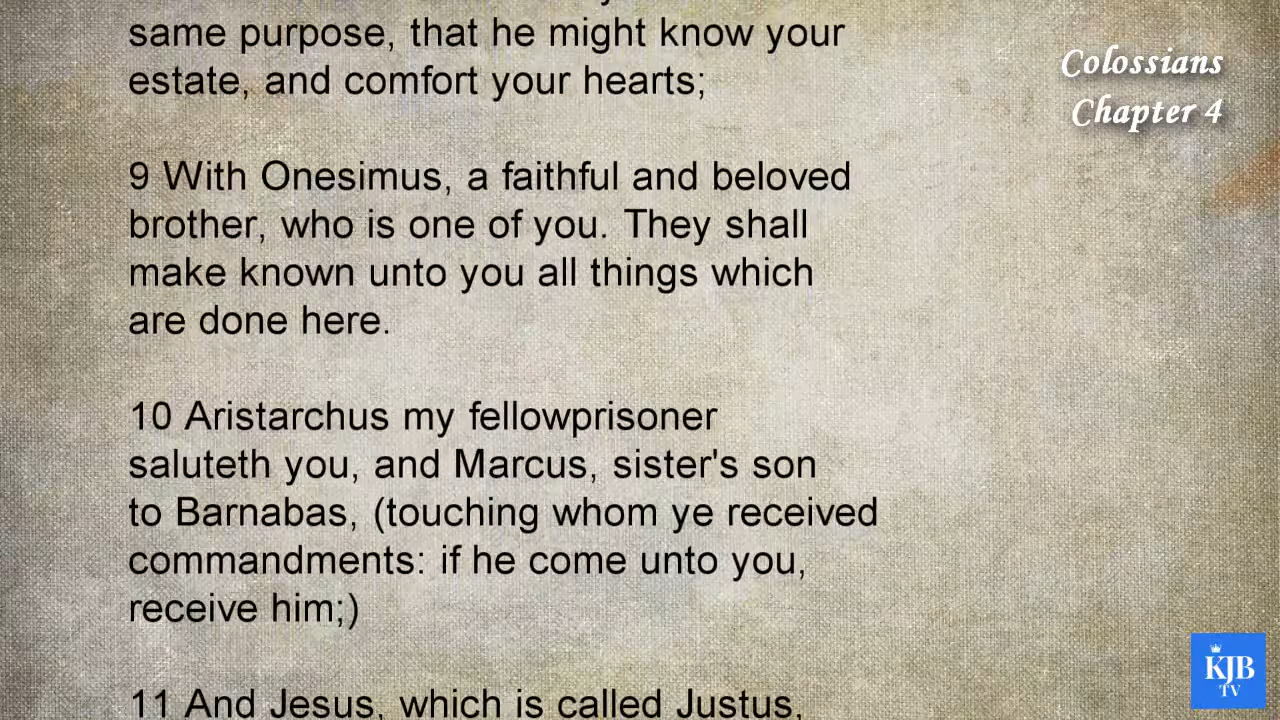 same purpose, that he might know your
estate, and comfort your hearts;
Colossians
Chapter 4
9 With Onesimus, a faithful and beloved
brother, who is one of you. They shall
make known unto you all things which
are done here.
10 Aristarchus my fellowprisoner
saluteth you, and Marcus, sister's son
to Barnabas, (touching whom ye received
commandments: if he come unto you,
receive him;)
11 And Jesus, which is called Justus,
KJB
TV